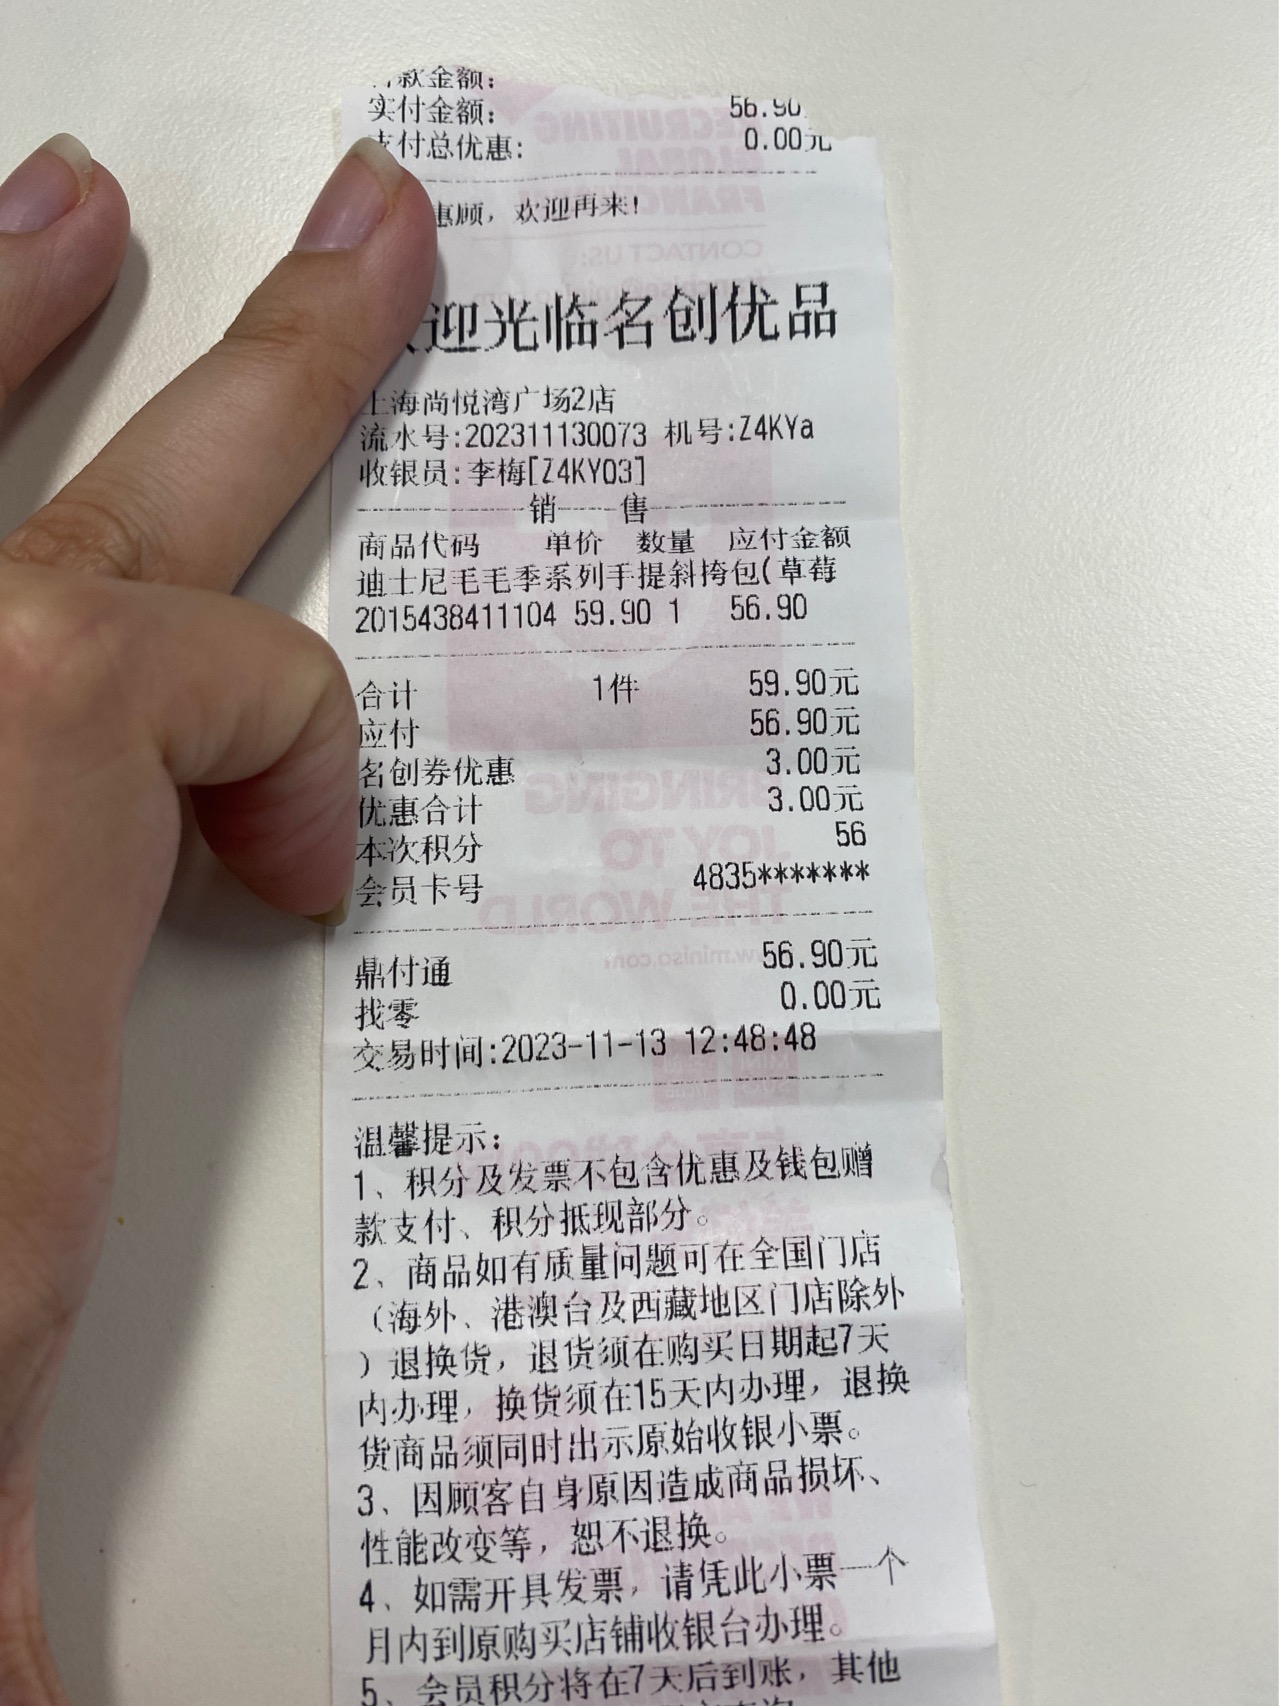 款金额:
实付金额: 56.90
支付总优惠: 0.00元
惠顾，欢迎再来!
迎光临名创优品
上海尚悦湾广场2店
流水号:202311130073 机号:Z4KYa
收银员:李梅[Z4KY03]
销 售
商品代码 单价 数量 应付金额
迪士尼毛毛季系列手提斜挎包(草莓
2015438411104 59.90 1 56.90
合计 1件 59.90元
应付 56.90元
名创券优惠 3.00元
优惠合计 3.00元
本次积分 56
会员卡号 4835*******
鼎付通 56.90元
找零 0.00元
交易时间:2023-11-13 12:48:48
温馨提示:
1、积分及发票不包含优惠及钱包赠
款支付、积分抵现部分。
2、商品如有质量问题可在全国门店
（海外、港澳台及西藏地区门店除外
）退换货，退货须在购买日期起7天
内办理，换货须在15天内办理，退换
货商品须同时出示原始收银小票。
3、因顾客自身原因造成商品损坏、
性能改变等，恕不退换。
4、如需开具发票，请凭此小票一个
月内到原购买店铺收银台办理。
5、会员积分将在7天后到账，其他